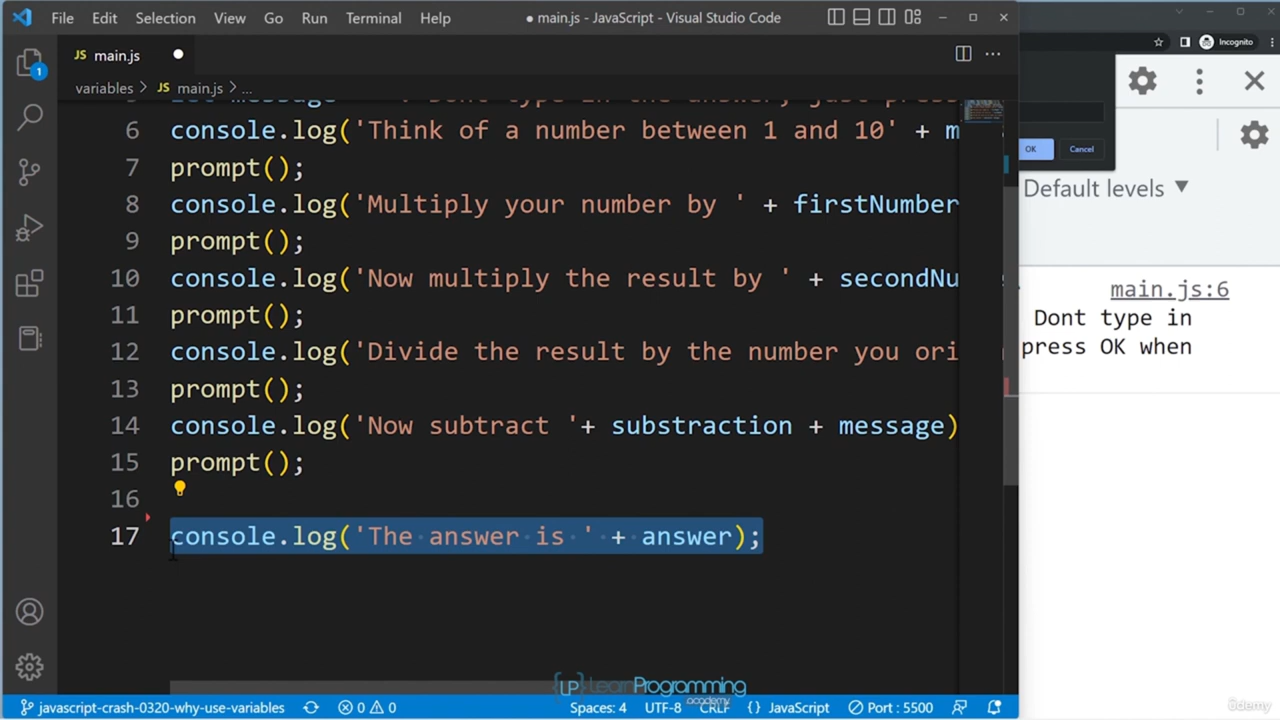 File Edit Selection View Go Run Terminal Help ● main.js - JavaScript - Visual Studio Code
Incognito
JS main.js
variables > JS main.js > ...
1
6 console.log('Think of a number between 1 and 10' + m
7 prompt();
8 console.log('Multiply your number by ' + firstNumber
9 prompt();
10 console.log('Now multiply the result by ' + secondNu
11 prompt();
12 console.log('Divide the result by the number you ori
13 prompt();
14 console.log('Now subtract '+ substraction + message)
15 prompt();
16
17 console.log('The answer is ' + answer);
OK Cancel
Default levels ▼
main.js:6
Dont type in
press OK when
{LP} LearnProgramming
academy
javascript-crash-0320-why-use-variables 0 0 Spaces: 4 UTF-8 CRLF {} JavaScript Port : 5500
ûdemy